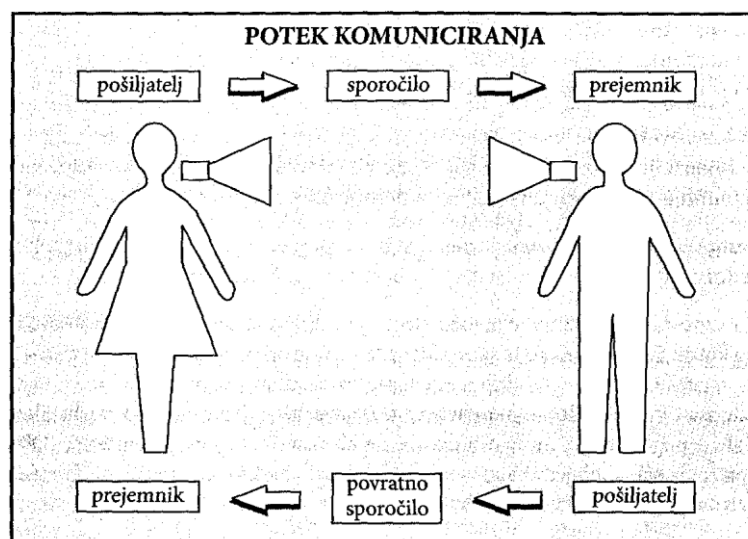 POTEK KOMUNICIRANJA
pošiljatelj
sporočilo
prejemnik
prejemnik
povratno
sporočilo
pošiljatelj